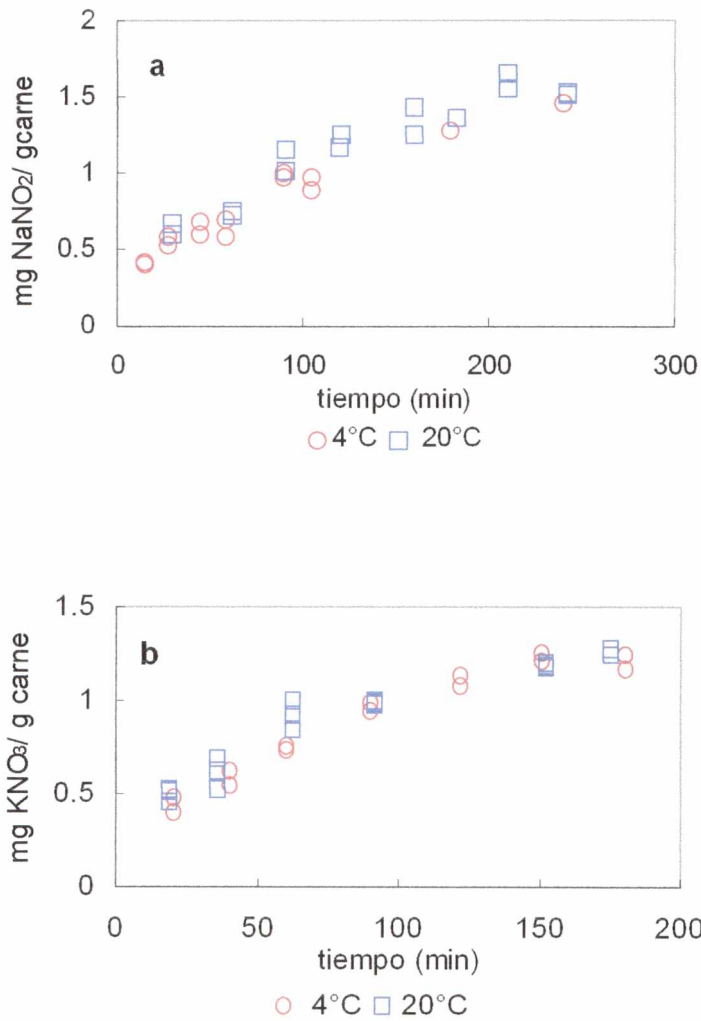 2
a
1.5
1
0.5
0
mg NaNO2/ gcarne
0 100 200 300
tiempo (min)
4°C 20°C
1.5
b
1
0.5
0
mg KNO3/ g carne
0 50 100 150 200
tiempo (min)
4°C 20°C